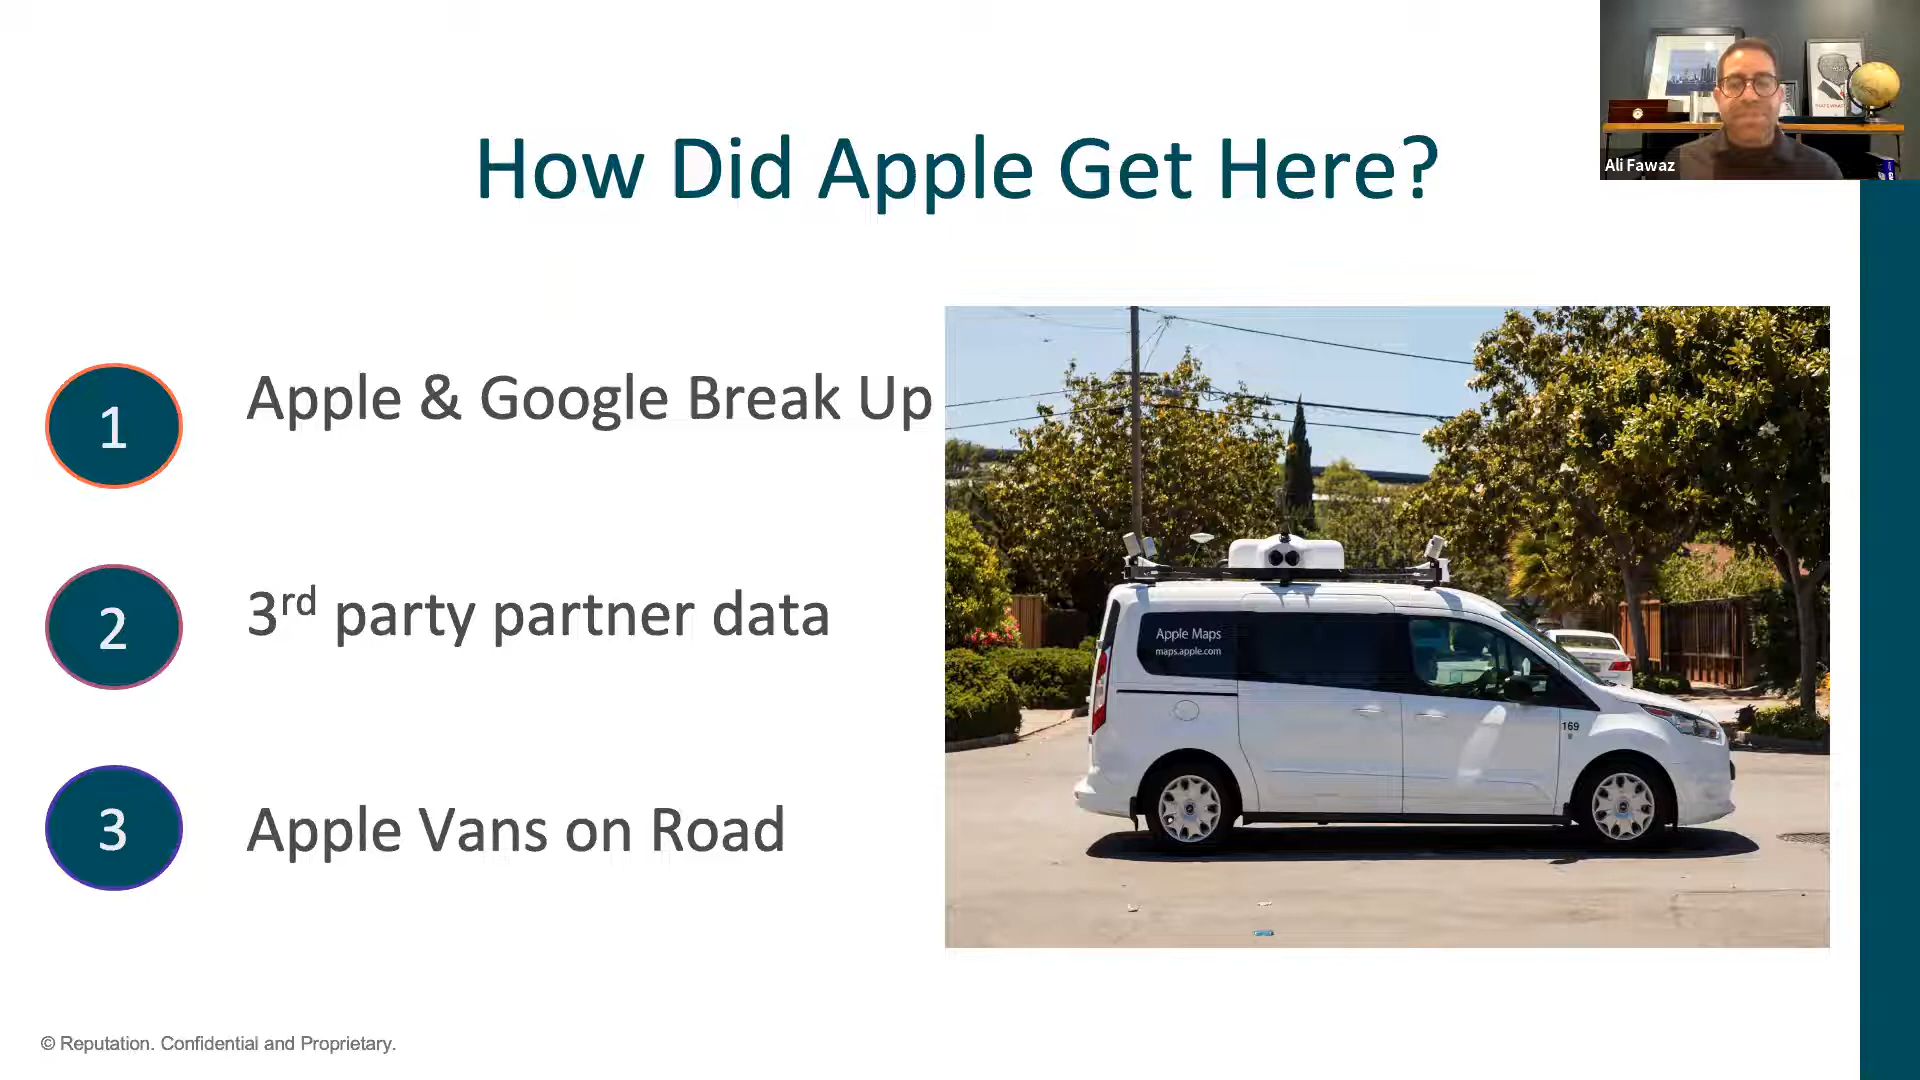 Ali Fawaz
How Did Apple Get Here?
1
Apple & Google Break Up
2
3rd party partner data
3
Apple Vans on Road
Apple Maps
maps.apple.com
169
© Reputation. Confidential and Proprietary.